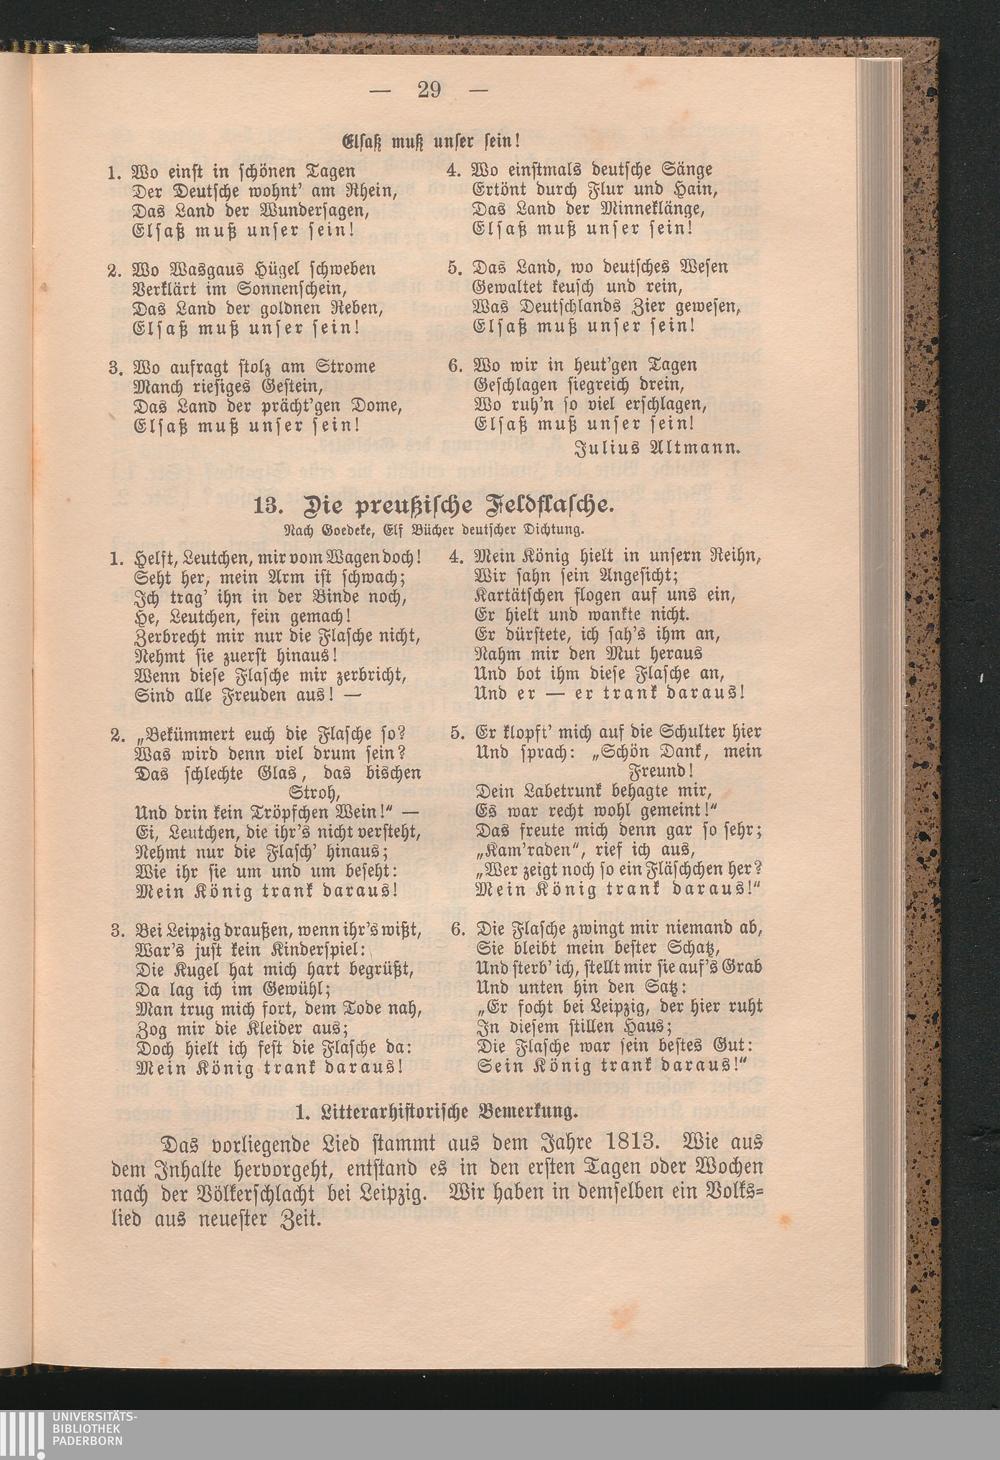 — 29 —
Elsaß muß unser sein!
1. Wo einst in schönen Tagen
Der Deutsche wohnt' am Rhein,
Das Land der Wundersagen,
Elsaß muß unser sein!
2. Wo Wasgaus Hügel schweben
Verklärt im Sonnenschein,
Das Land der goldnen Reben,
Elsaß muß unser sein!
3. Wo aufragt stolz am Strome
Manch riesiges Gestein,
Das Land der prächt'gen Dome,
Elsaß muß unser sein!
4. Wo einstmals deutsche Sänge
Ertönt durch Flur und Hain,
Das Land der Minneklänge,
Elsaß muß unser sein!
5. Das Land, wo deutsches Wesen
Gewaltet keusch und rein,
Was Deutschlands Zier gewesen,
Elsaß muß unser sein!
6. Wo wir in heut'gen Tagen
Geschlagen siegreich drein,
Wo ruh'n so viel erschlagen,
Elsaß muß unser sein!
Julius Altmann.
13. Die preußische Feldflasche.
Nach Goedeke, Elf Bücher deutscher Dichtung.
1. Helft, Leutchen, mir vom Wagen doch!
Seht her, mein Arm ist schwach;
Ich trag' ihn in der Binde noch,
He, Leutchen, fein gemach!
Zerbrecht mir nur die Flasche nicht,
Nehmt sie zuerst hinaus!
Wenn diese Flasche mir zerbricht,
Sind alle Freuden aus! —
2. „Bekümmert euch die Flasche so?
Was wird denn viel drum sein?
Das schlechte Glas, das bischen
Stroh,
Und drin kein Tröpfchen Wein!“ —
Ei, Leutchen, die ihr's nicht versteht,
Nehmt nur die Flasch' hinaus;
Wie ihr sie um und um beseht:
Mein König trank daraus!
3. Bei Leipzig draußen, wenn ihr's wißt,
War's just kein Kinderspiel:
Die Kugel hat mich hart begrüßt,
Da lag ich im Gewühl;
Man trug mich fort, dem Tode nah,
Zog mir die Kleider aus;
Doch hielt ich fest die Flasche da:
Mein König trank daraus!
4. Mein König hielt in unsern Reihn,
Wir sahn sein Angesicht;
Kartätschen flogen auf uns ein,
Er hielt und wankte nicht.
Er dürstete, ich sah's ihm an,
Nahm mir den Mut heraus
Und bot ihm diese Flasche an,
Und er — er trank daraus!
5. Er klopft' mich auf die Schulter hier
Und sprach: „Schön Dank, mein
Freund!
Dein Labetrunk behagte mir,
Es war recht wohl gemeint!“
Das freute mich denn gar so sehr;
„Kam'raden“, rief ich aus,
„Wer zeigt noch so ein Fläschchen her?
Mein König trank daraus!“
6. Die Flasche zwingt mir niemand ab,
Sie bleibt mein bester Schatz,
Und sterb' ich, stellt mir sie auf's Grab
Und unten hin den Satz:
„Er focht bei Leipzig, der hier ruht
In diesem stillen Haus;
Die Flasche war sein bestes Gut:
Sein König trank daraus!“
1. Litterarhistorische Bemerkung.
Das vorliegende Lied stammt aus dem Jahre 1813. Wie aus
dem Inhalte hervorgeht, entstand es in den ersten Tagen oder Wochen
nach der Völkerschlacht bei Leipzig. Wir haben in demselben ein Volks-
lied aus neuester Zeit.
UNIVERSITÄTS-
BIBLIOTHEK
PADERBORN